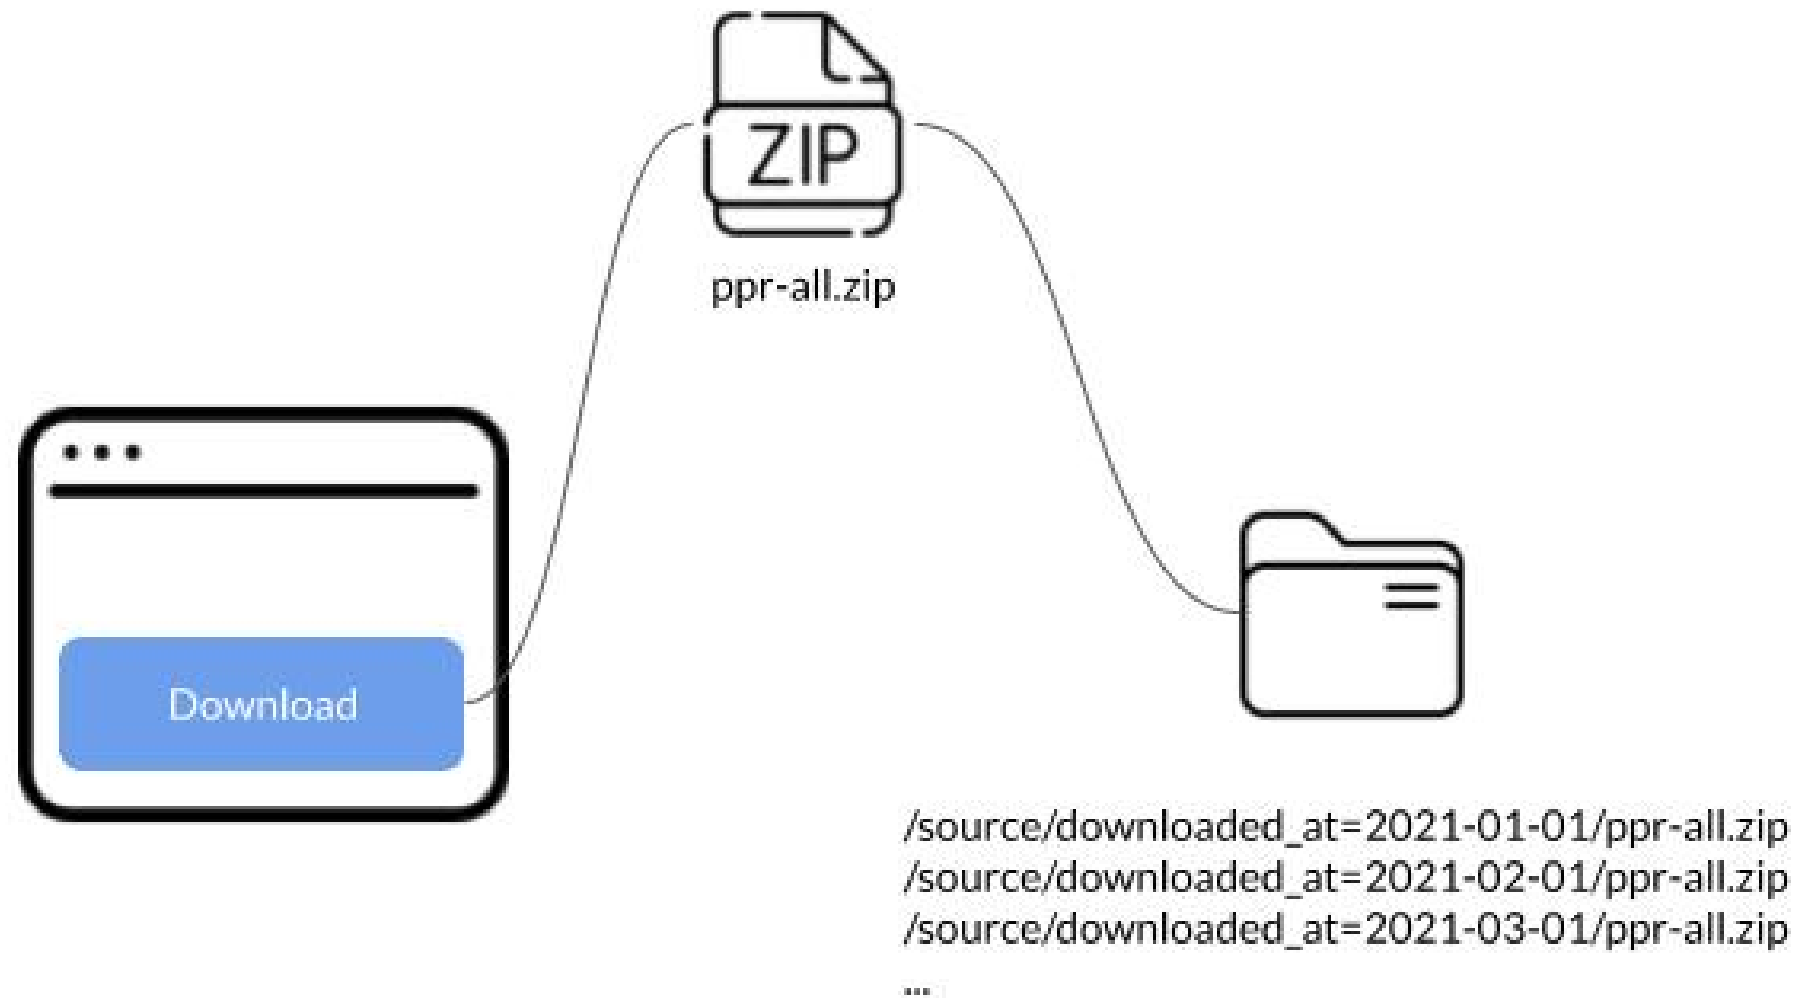 ZIP
ppr-all.zip
Download
/source/downloaded_at=2021-01-01/ppr-all.zip
/source/downloaded_at=2021-02-01/ppr-all.zip
/source/downloaded_at=2021-03-01/ppr-all.zip
...